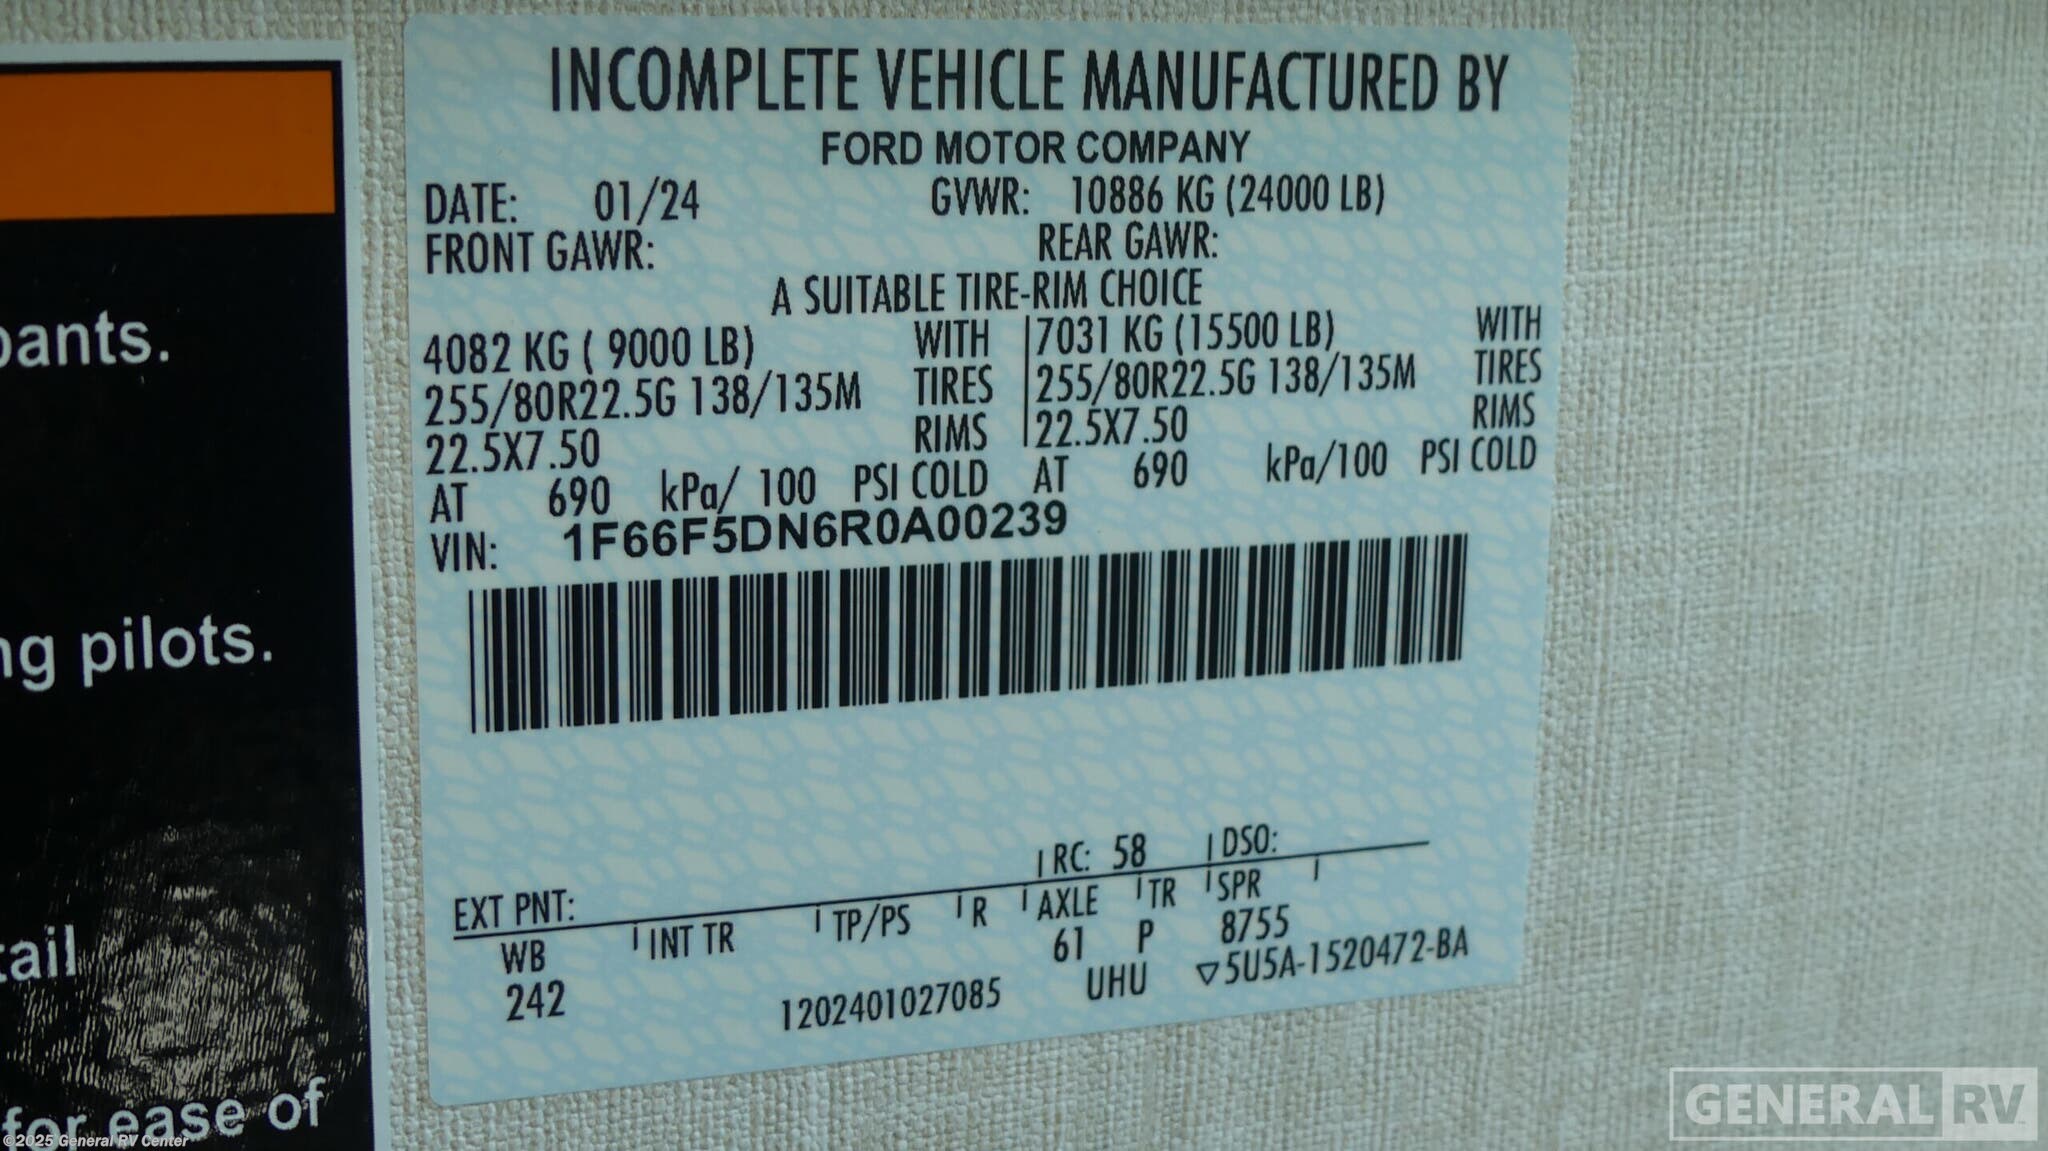 INCOMPLETE VEHICLE MANUFACTURED BY
FORD MOTOR COMPANY
DATE: 01/24 GVWR: 10886 KG (24000 LB)
FRONT GAWR: REAR GAWR:
A SUITABLE TIRE-RIM CHOICE
4082 KG ( 9000 LB) WITH 7031 KG (15500 LB) WITH
255/80R22.5G 138/135M TIRES 255/80R22.5G 138/135M TIRES
22.5X7.50 RIMS 22.5X7.50 RIMS
AT 690 kPa/ 100 PSI COLD AT 690 kPa/100 PSI COLD
VIN: 1F66F5DN6R0A00239
EXT PNT: RC: 58 DSO:
WB INT TR TP/PS R AXLE TR SPR
242 61 P 8755
1202401027085 UHU ▽5U5A-1520472-BA
pants.
ng pilots.
tail
for ease of
©2025 General RV Center
GENERAL RV